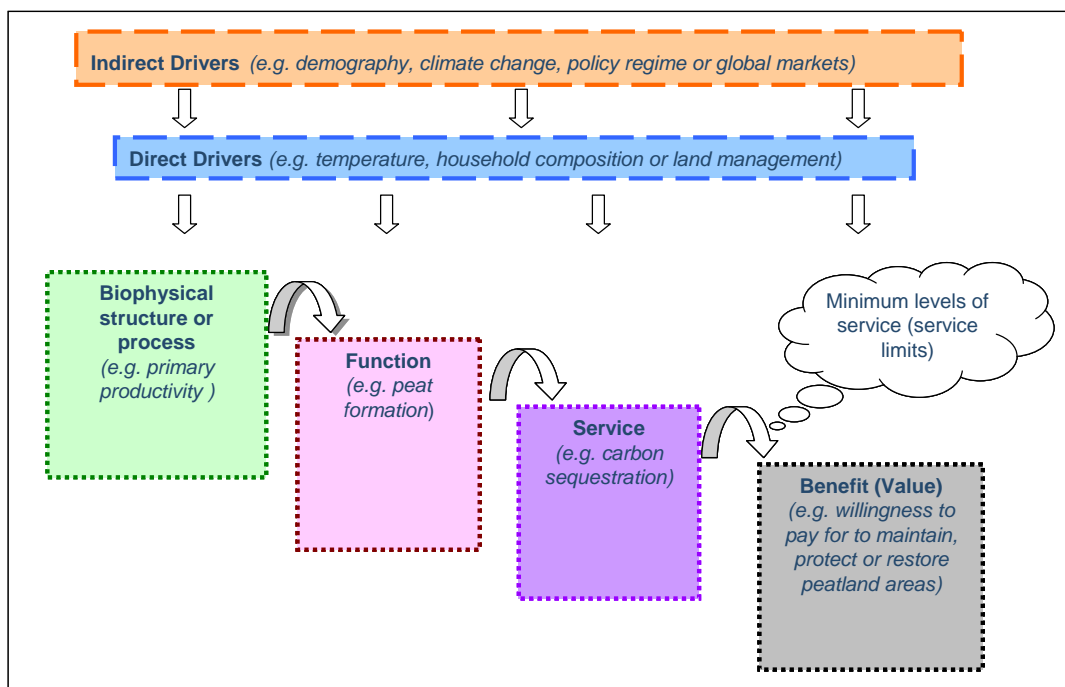 Indirect Drivers (e.g. demography, climate change, policy regime or global markets)
Direct Drivers (e.g. temperature, household composition or land management)
Biophysical
structure or
process
(e.g. primary
productivity )
Function
(e.g. peat
formation)
Service
(e.g. carbon
sequestration)
Minimum levels of
service (service
limits)
Benefit (Value)
(e.g. willingness to
pay for to maintain,
protect or restore
peatland areas)